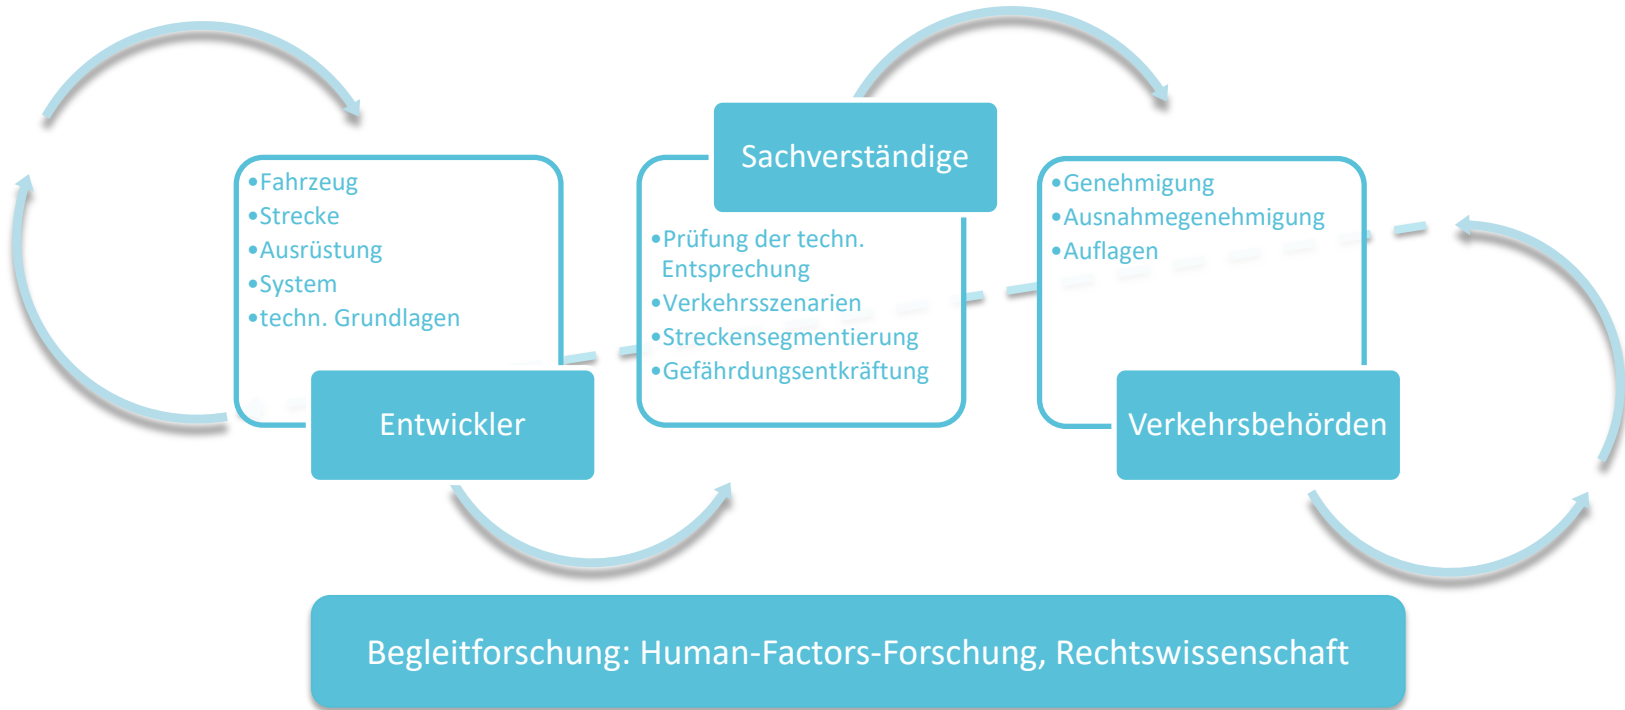 •Fahrzeug
•Strecke
•Ausrüstung
•System
•techn. Grundlagen
Entwickler
Sachverständige
•Prüfung der techn.
Entsprechung
•Verkehrsszenarien
•Streckensegmentierung
•Gefährdungsentkräftung
•Genehmigung
•Ausnahmegenehmigung
•Auflagen
Verkehrsbehörden
Begleitforschung: Human-Factors-Forschung, Rechtswissenschaft